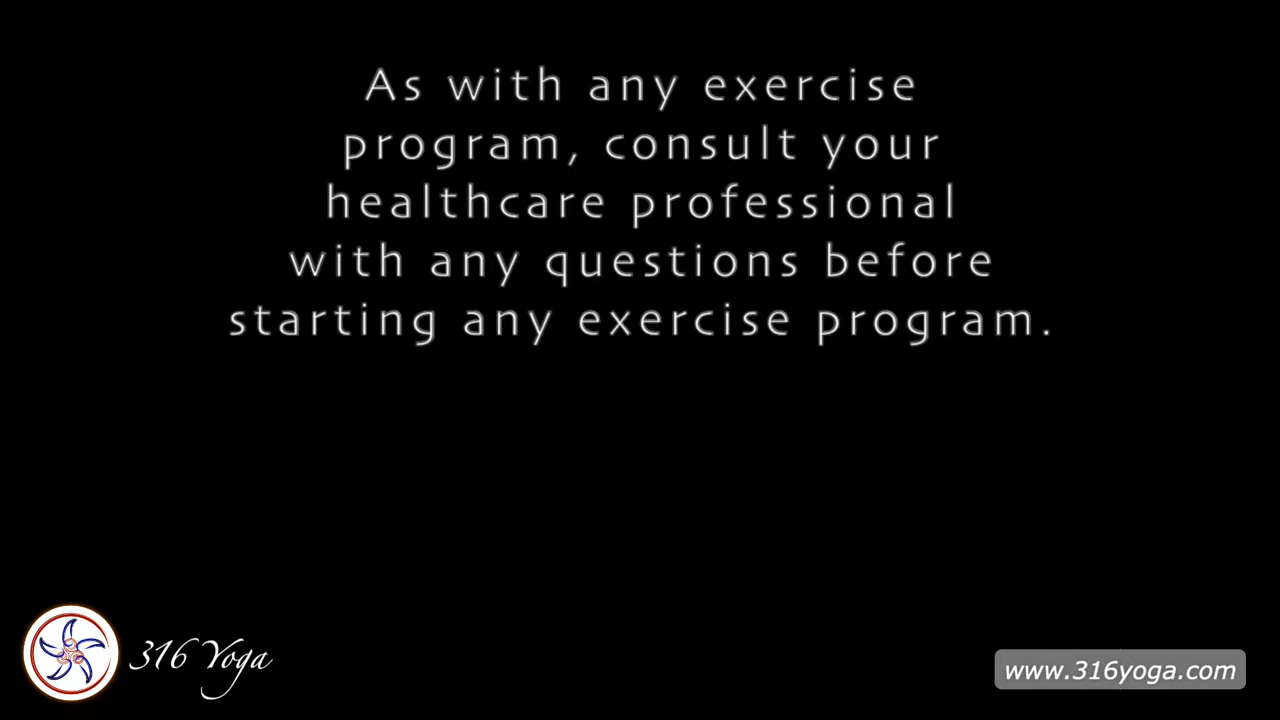 As with any exercise
program, consult your
healthcare professional
with any questions before
starting any exercise program.
316 Yoga
www.316yoga.com